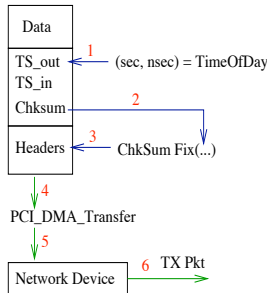 Data
1
TS_out
(sec, nsec) = TimeOfDay
TS_in
2
Chksum
3
Headers
ChkSum Fix(...)
4
PCI_DMA_Transfer
5
6
TX Pkt
Network Device